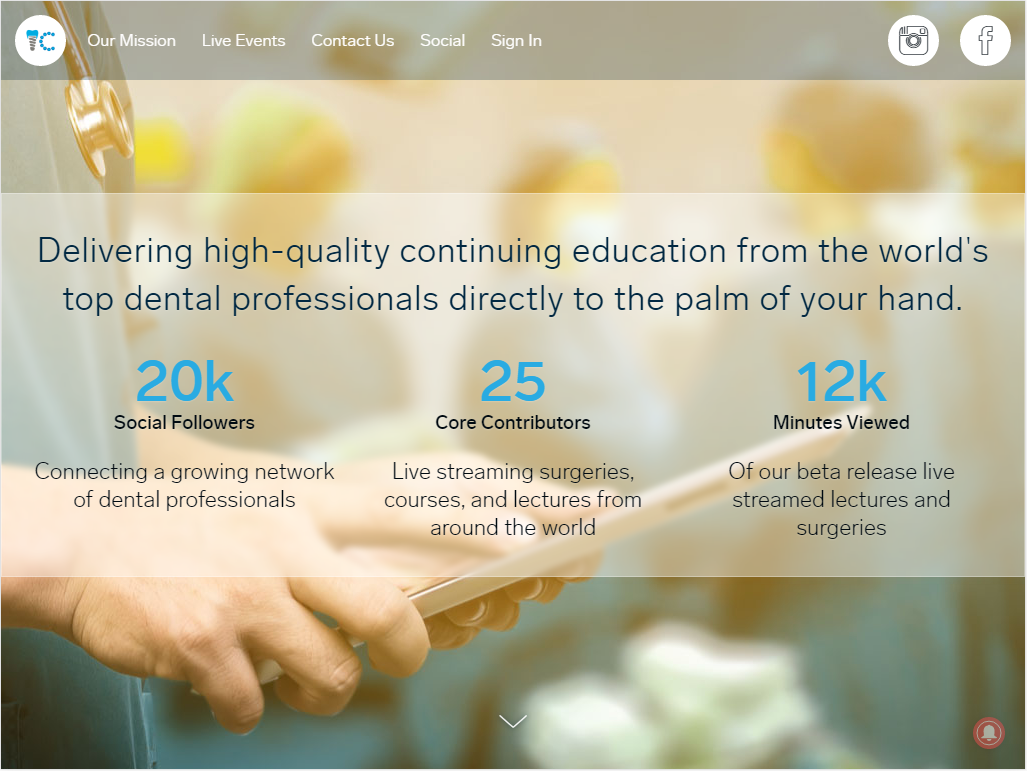 Our Mission Live Events Contact Us Social Sign In
Delivering high-quality continuing education from the world's
top dental professionals directly to the palm of your hand.
20k
Social Followers
Connecting a growing network
of dental professionals
25
Core Contributors
Live streaming surgeries,
courses, and lectures from
around the world
12k
Minutes Viewed
Of our beta release live
streamed lectures and
surgeries